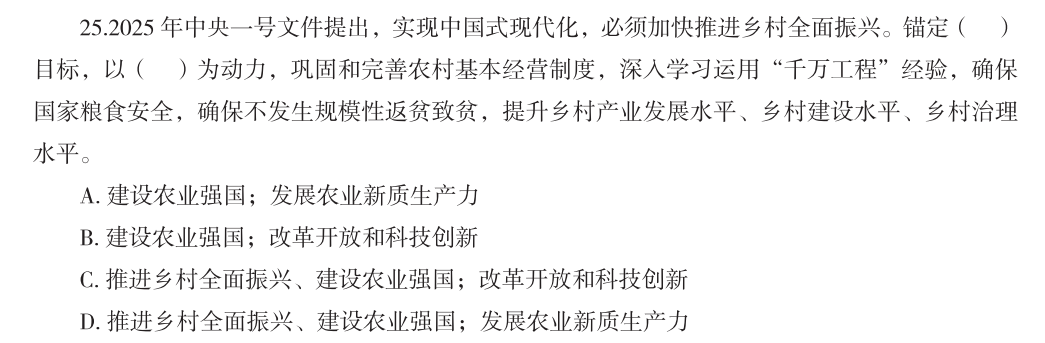 25.2025 年中央一号文件提出，实现中国式现代化，必须加快推进乡村全面振兴。锚定（　）
目标，以（　）为动力，巩固和完善农村基本经营制度，深入学习运用“千万工程”经验，确保
国家粮食安全，确保不发生规模性返贫致贫，提升乡村产业发展水平、乡村建设水平、乡村治理
水平。
A. 建设农业强国；发展农业新质生产力
B. 建设农业强国；改革开放和科技创新
C. 推进乡村全面振兴、建设农业强国；改革开放和科技创新
D. 推进乡村全面振兴、建设农业强国；发展农业新质生产力